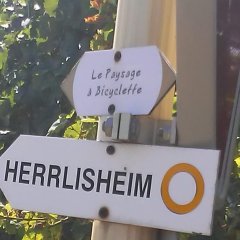 Le Paysage
à Bicyclette
HERRLISHEIM